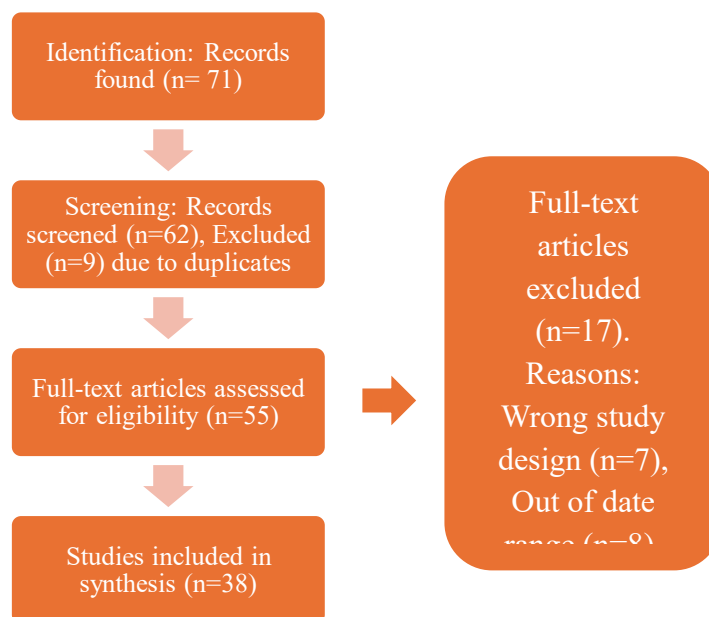 Identification: Records
found (n= 71)
Screening: Records
screened (n=62), Excluded
(n=9) due to duplicates
Full-text articles assessed
for eligibility (n=55)
Studies included in
synthesis (n=38)
Full-text
articles
excluded
(n=17).
Reasons:
Wrong study
design (n=7),
Out of date
range (n=8)